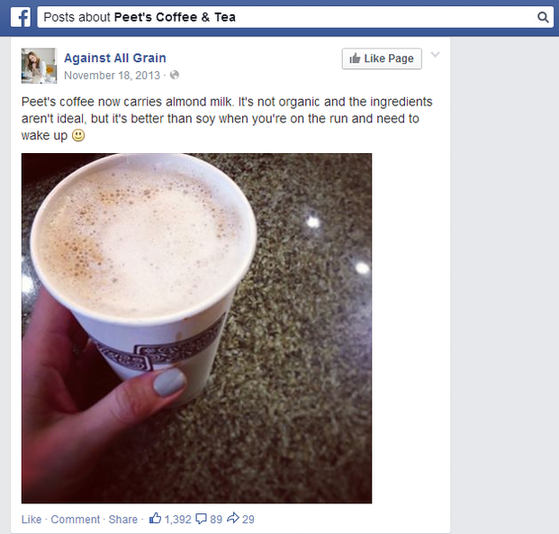 Posts about Peet's Coffee & Tea
Against All Grain
Like Page
November 18, 2013 ·
Peet's coffee now carries almond milk. It's not organic and the ingredients
aren't ideal, but it's better than soy when you're on the run and need to
wake up
Like · Comment · Share · 1,392 89 29